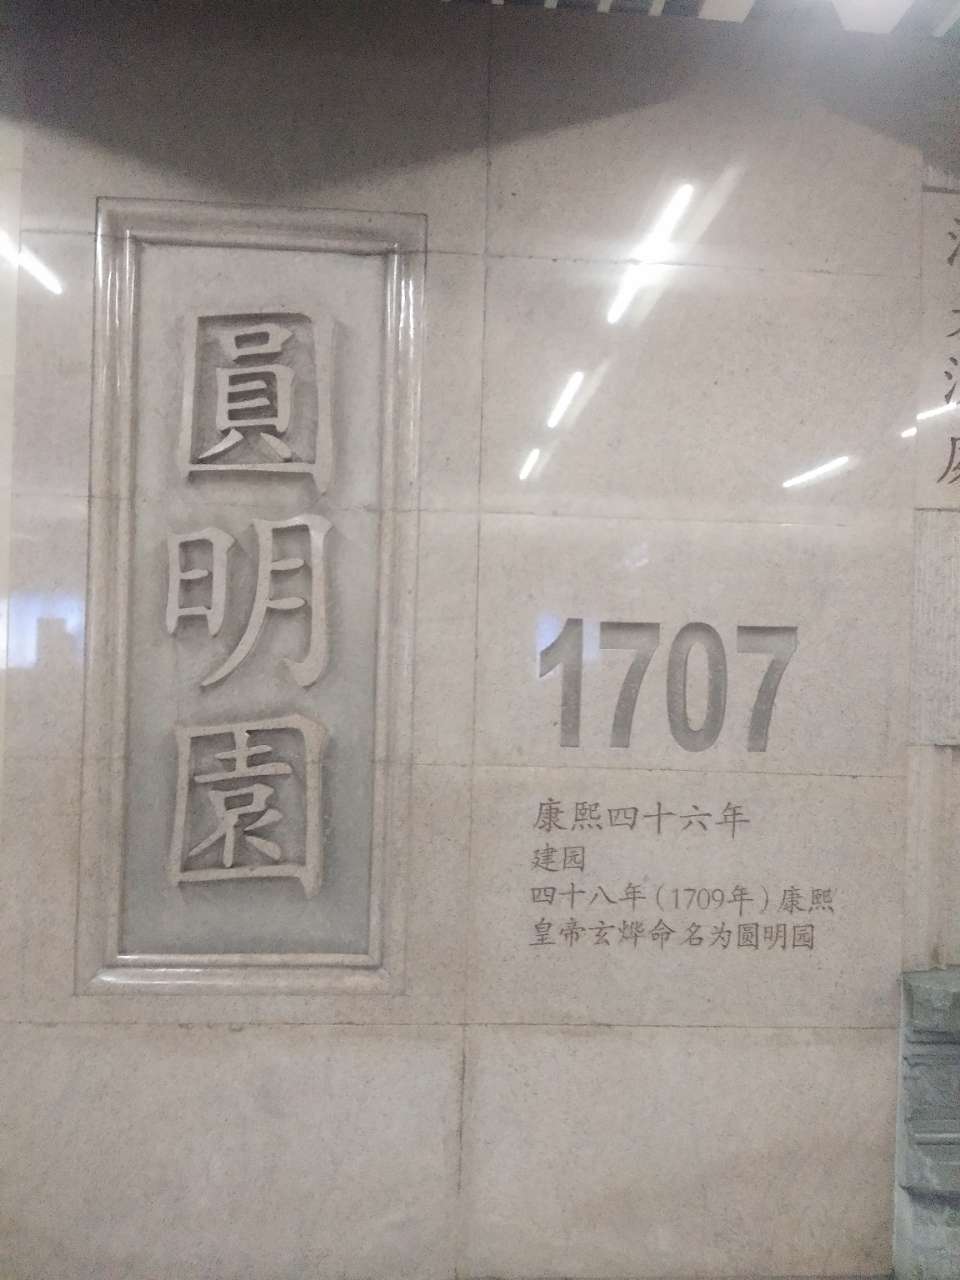 圓明園
1707
康熙四十六年
建园
四十八年（1709年）康熙
皇帝玄烨命名为圆明园